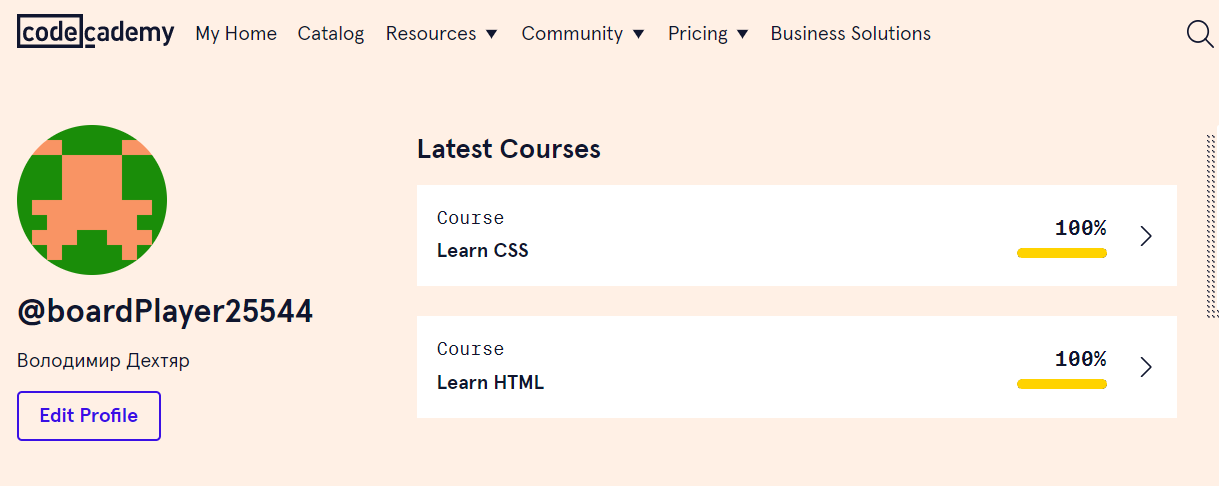 codecademy My Home Catalog Resources Community Pricing Business Solutions
@boardPlayer25544
Володимир Дехтяр
Edit Profile
Latest Courses
Course
Learn CSS
100%
Course
Learn HTML
100%